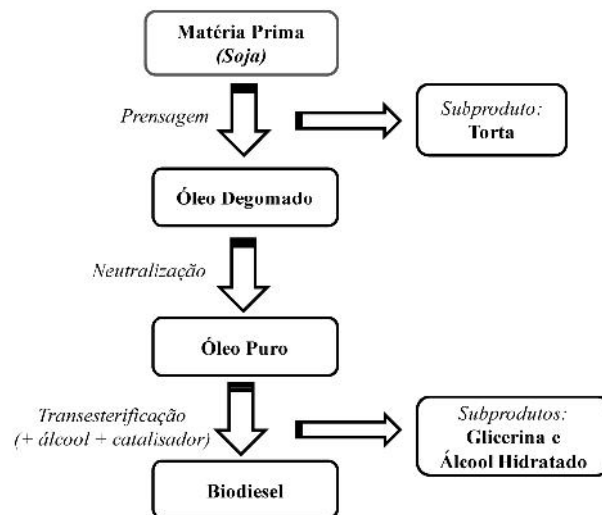 Matéria Prima
(Soja)
Prensagem
Subproduto:
Torta
Óleo Degomado
Neutralização
Óleo Puro
Transesterificação
(+ álcool + catalisador)
Subprodutos:
Glicerina e
Álcool Hidratado
Biodiesel